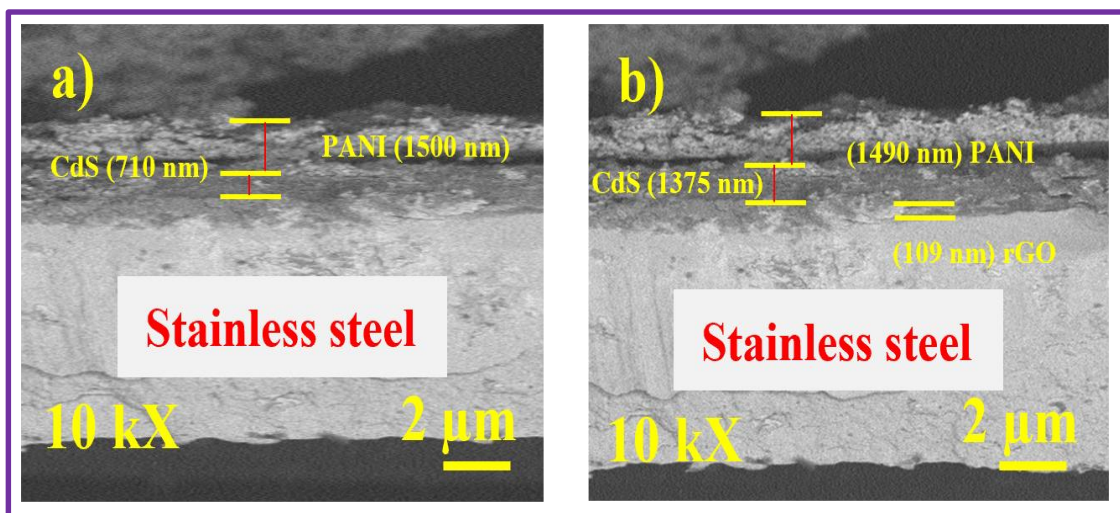 a)
PANI (1500 nm)
CdS (710 nm)
Stainless steel
10 kX
2 μm
b)
(1490 nm) PANI
CdS (1375 nm)
(109 nm) rGO
Stainless steel
10 kX
2 μm